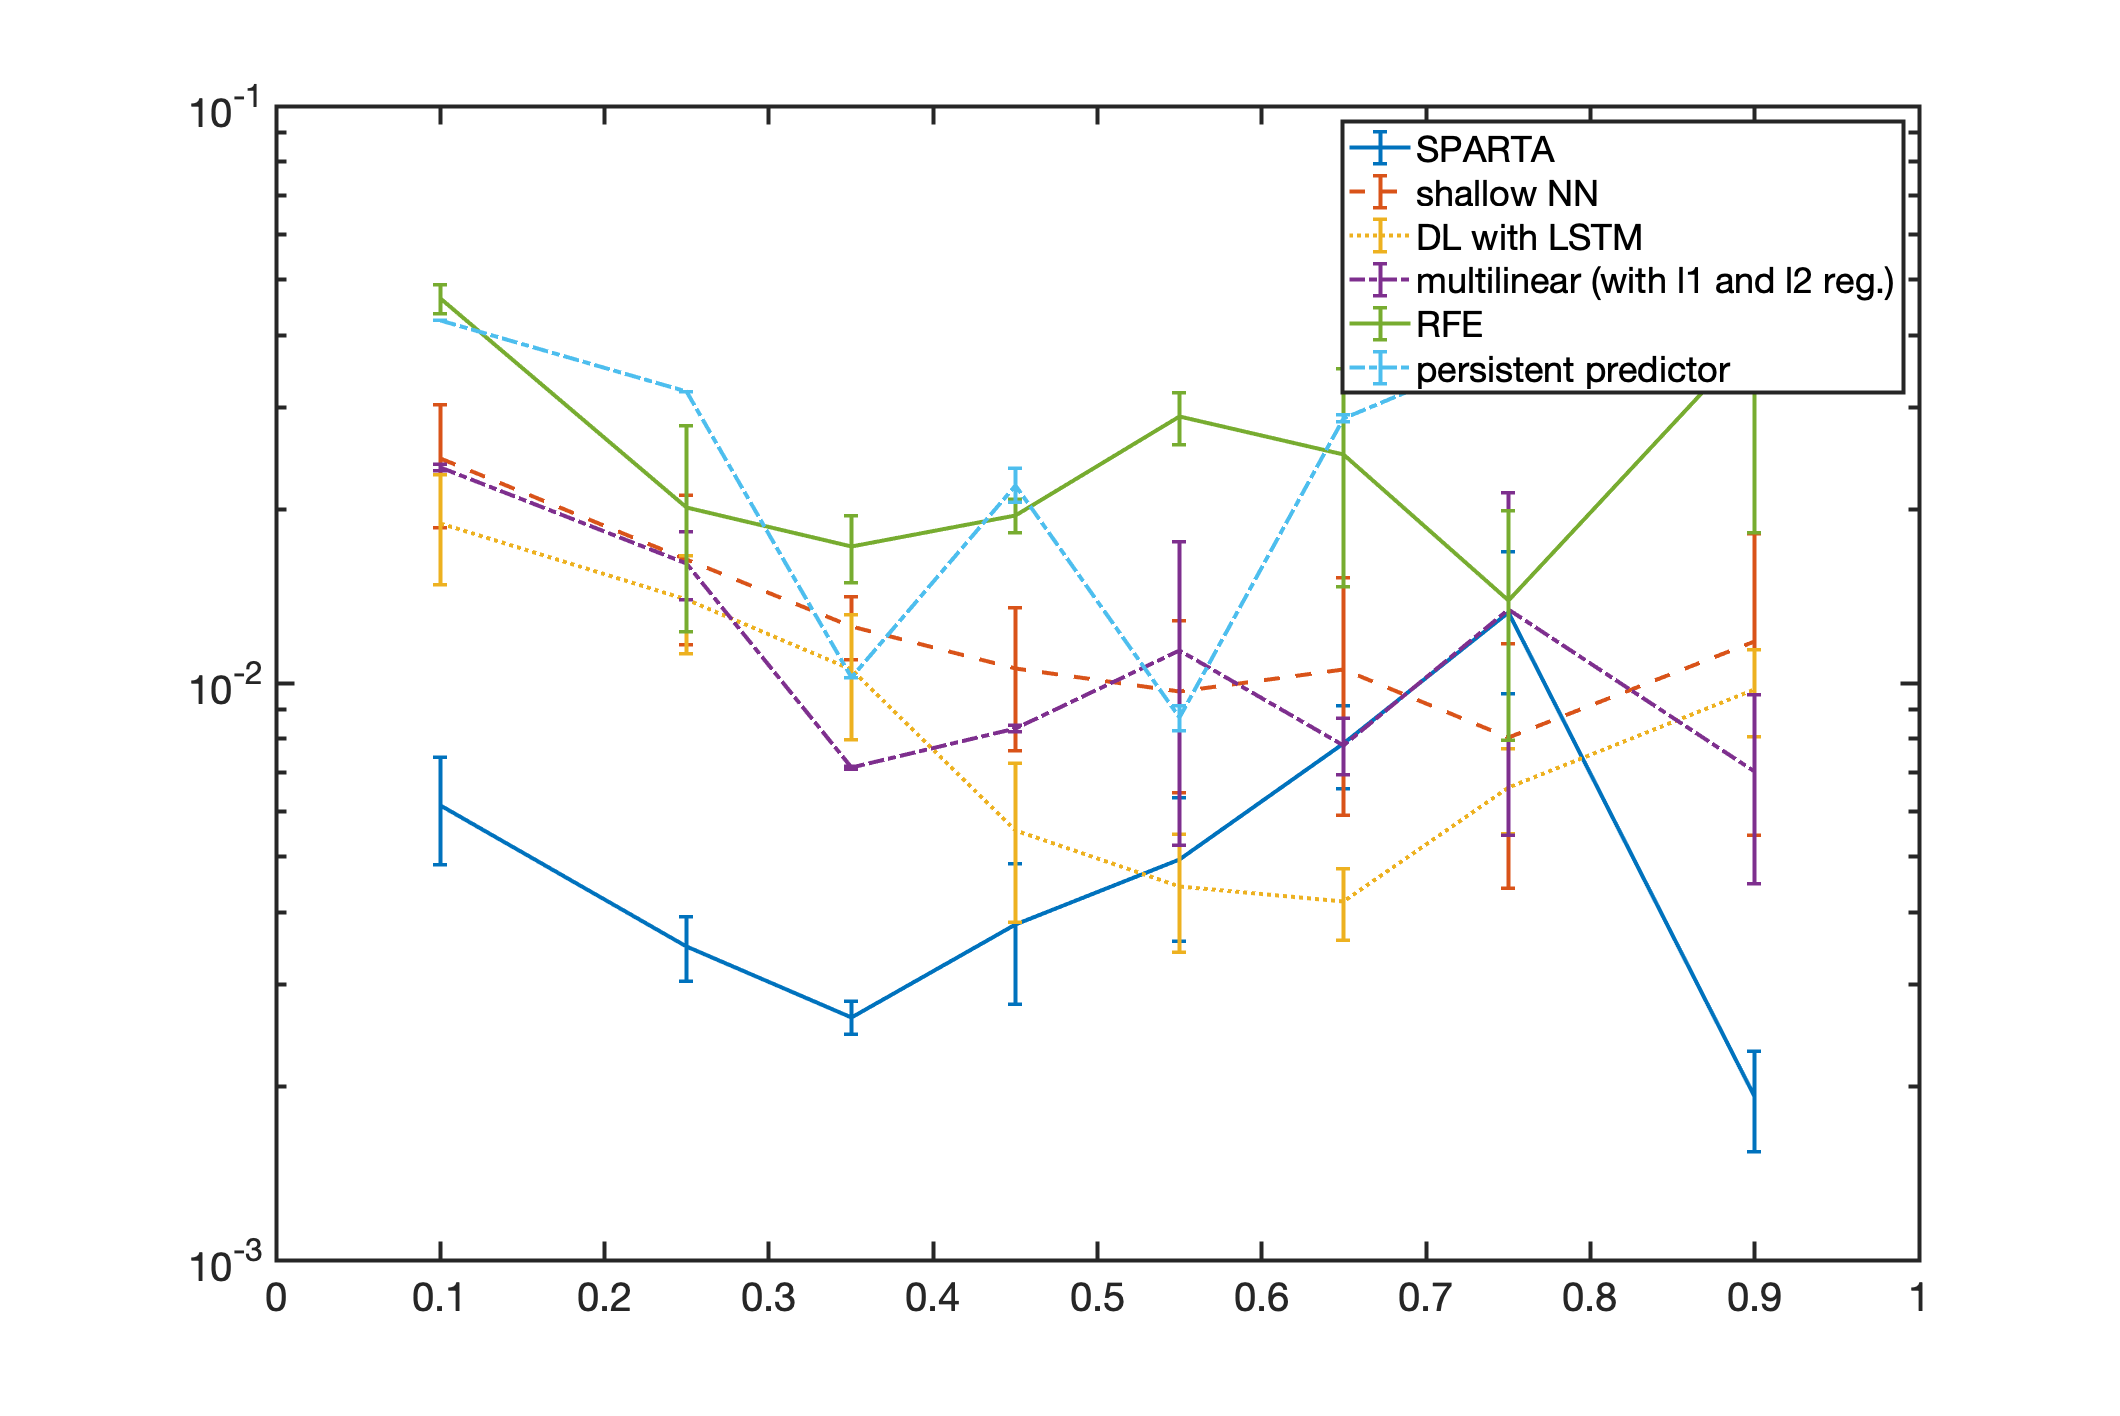 10-1
SPARTA
shallow NN
DL with LSTM
multilinear (with l1 and l2 reg.)
RFE
persistent predictor
10-2
10-3
0 0.1 0.2 0.3 0.4 0.5 0.6 0.7 0.8 0.9 1